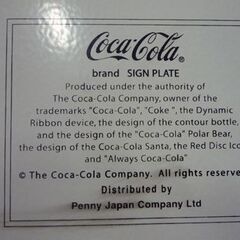 Coca-Cola®
brand SIGN PLATE
Produced under the authority of
The Coca-Cola Company, owner of the
trademarks "Coca-Cola", "Coke", the Dynamic
Ribbon device, the design of the contour bottle,
and the design of the "Coca-Cola" Polar Bear,
the design of the Coca-Cola Santa, the Red Disc Ico
and "Always Coca-Cola"
© The Coca-Cola Company. All rights reserve
Distributed by
Penny Japan Company Ltd